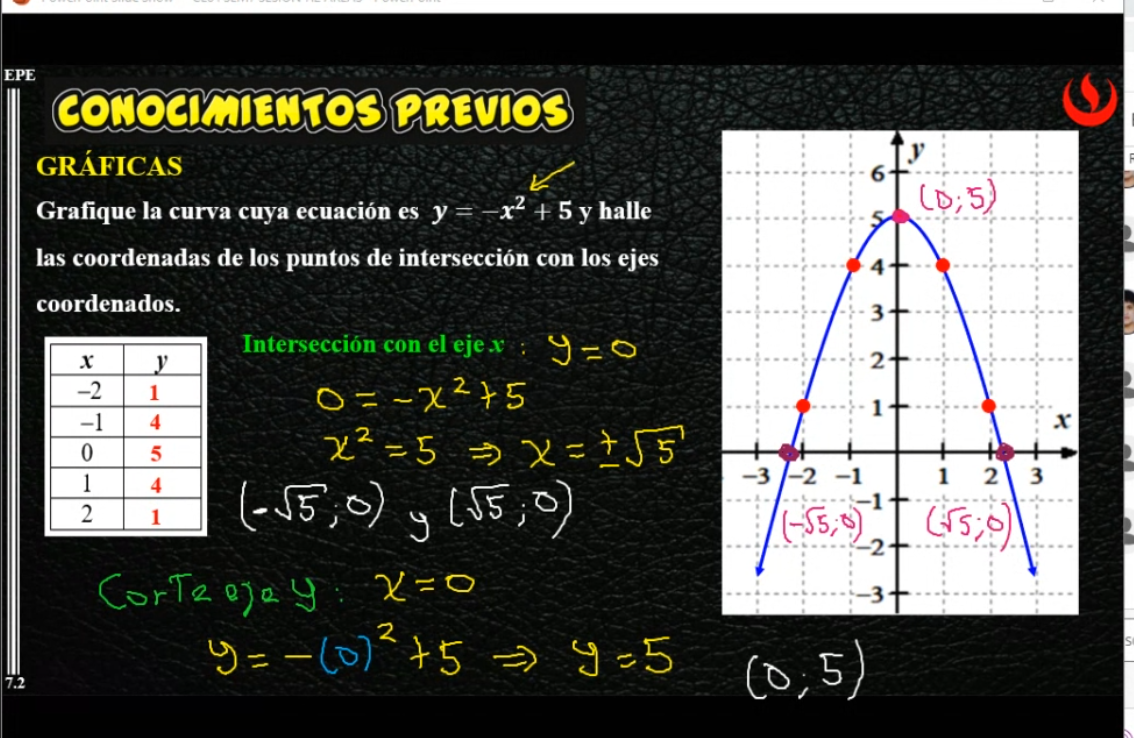 EPE
CONOCIMIENTOS PREVIOS
GRÁFICAS
Grafique la curva cuya ecuación es y = −x² + 5 y halle
las coordenadas de los puntos de intersección con los ejes
coordenados.
x y
−2 1
−1 4
0 5
1 4
2 1
Intersección con el eje x : y = 0
0 = −x² + 5
x² = 5 ⇒ x = ±√5
(−√5; 0) y (√5; 0)
Corta eje y: x = 0
y = −(0)² + 5 ⇒ y = 5
(0; 5)
7.2
y
6
(0; 5)
5
4
3
2
1
x
−3 −2 −1 1 2 3
−1
(−√5; 0) (√5; 0)
−2
−3